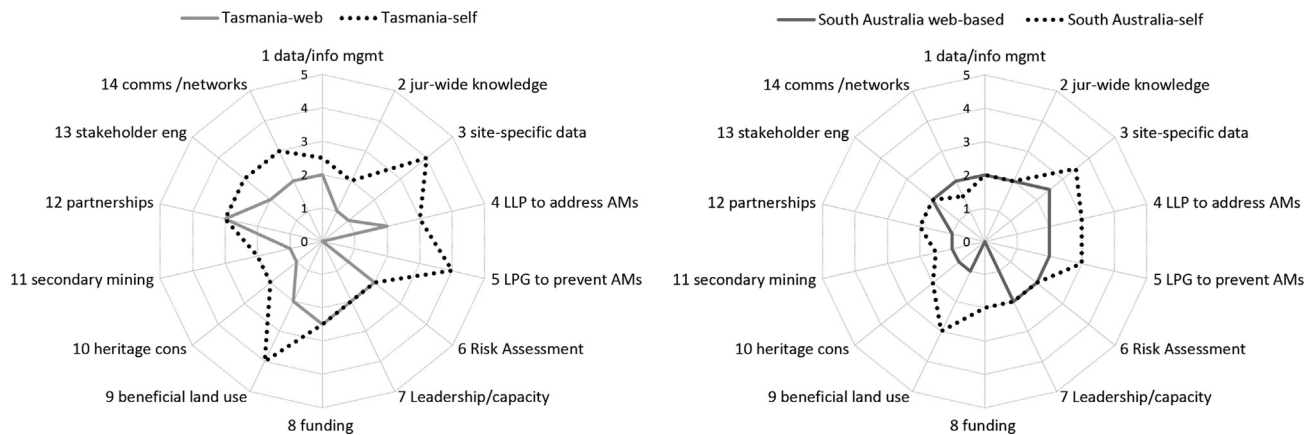 Tasmania-web
Tasmania-self
1 data/info mgmt
2 jur-wide knowledge
3 site-specific data
4 LLP to address AMs
5 LPG to prevent AMs
6 Risk Assessment
7 Leadership/capacity
8 funding
9 beneficial land use
10 heritage cons
11 secondary mining
12 partnerships
13 stakeholder eng
14 comms /networks
5
4
3
2
1
0
South Australia web-based
South Australia-self
1 data/info mgmt
2 jur-wide knowledge
3 site-specific data
4 LLP to address AMs
5 LPG to prevent AMs
6 Risk Assessment
7 Leadership/capacity
8 funding
9 beneficial land use
10 heritage cons
11 secondary mining
12 partnerships
13 stakeholder eng
14 comms /networks
5
4
3
2
1
0